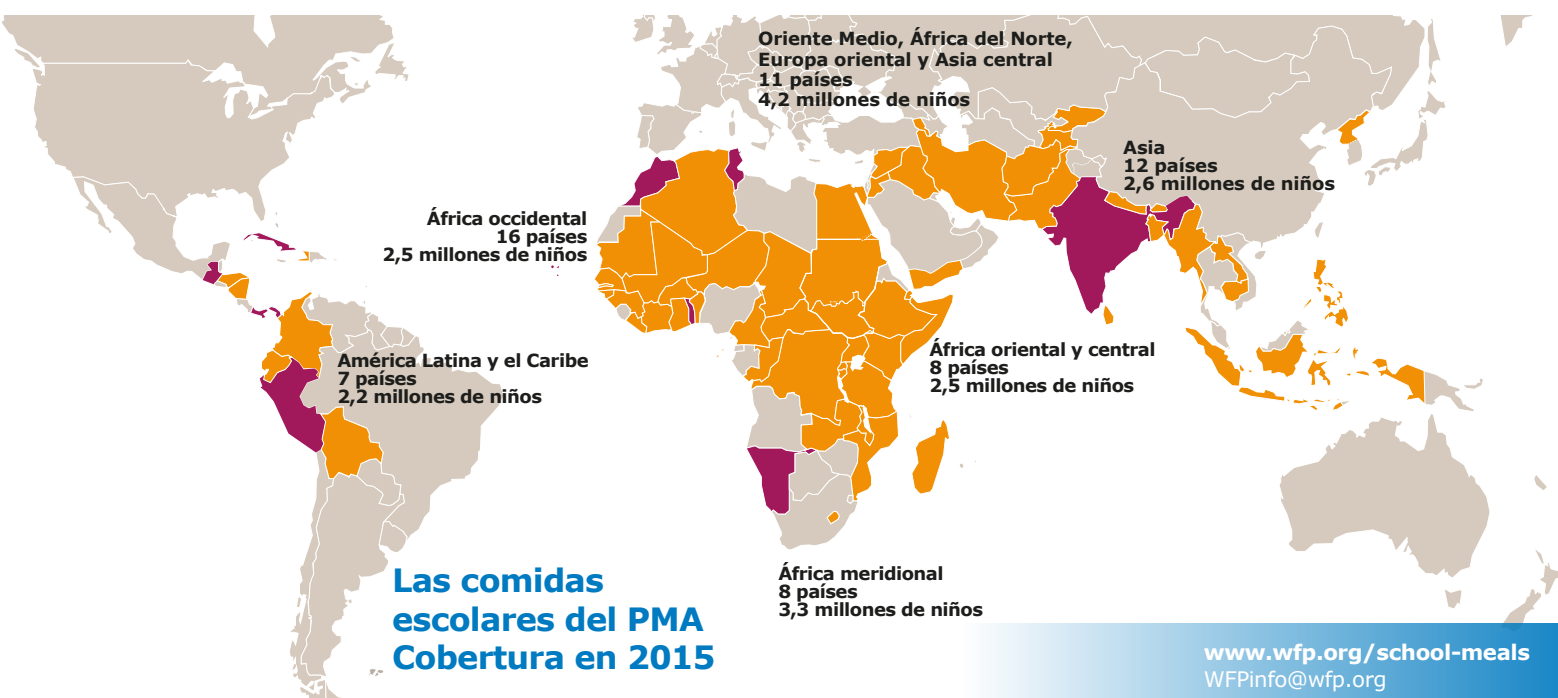 Oriente Medio, África del Norte,
Europa oriental y Asia central
11 países
4,2 millones de niños
Asia
12 países
2,6 millones de niños
África occidental
16 países
2,5 millones de niños
África oriental y central
8 países
2,5 millones de niños
América Latina y el Caribe
7 países
2,2 millones de niños
África meridional
8 países
3,3 millones de niños
Las comidas
escolares del PMA
Cobertura en 2015
www.wfp.org/school-meals
WFPinfo@wfp.org